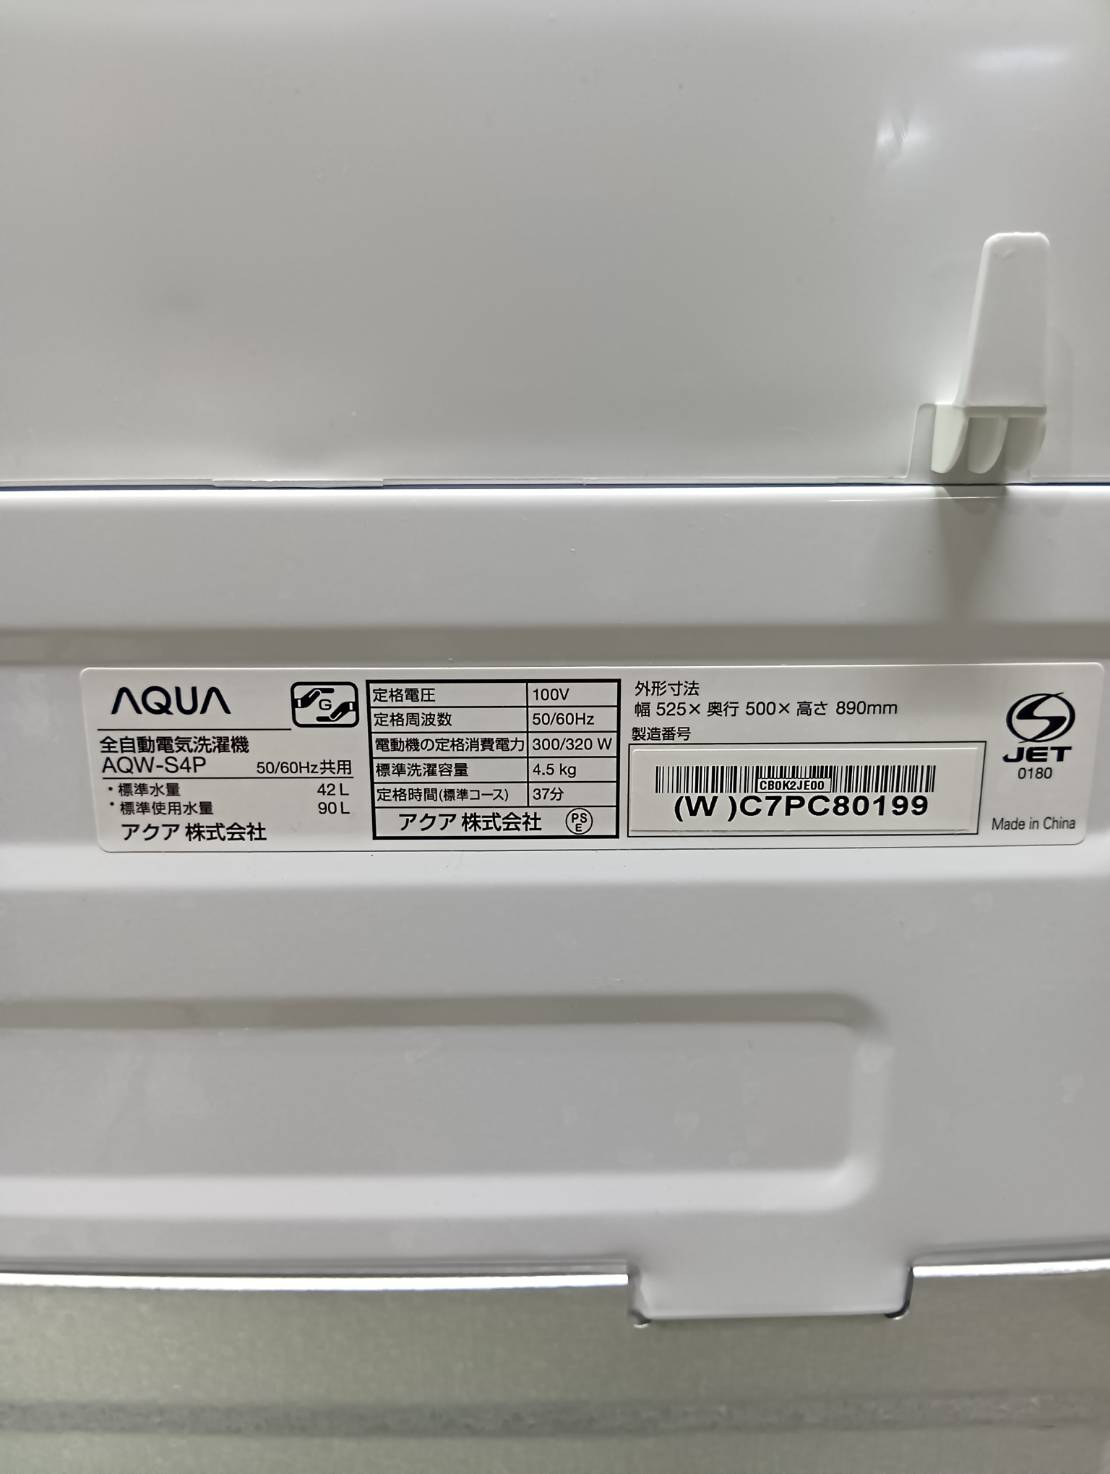 AQUA
G
全自動電気洗濯機
AQW-S4P 50/60Hz共用
・標準水量 42L
・標準使用水量 90L
アクア 株式会社
定格電圧 100V
定格周波数 50/60Hz
電動機の定格消費電力 300/320 W
標準洗濯容量 4.5 kg
定格時間(標準コース) 37分
アクア 株式会社 PSE
外形寸法
幅 525×奥行 500×高さ 890mm
製造番号
CB0K2JE00
(W )C7PC80199
JET
0180
Made in China